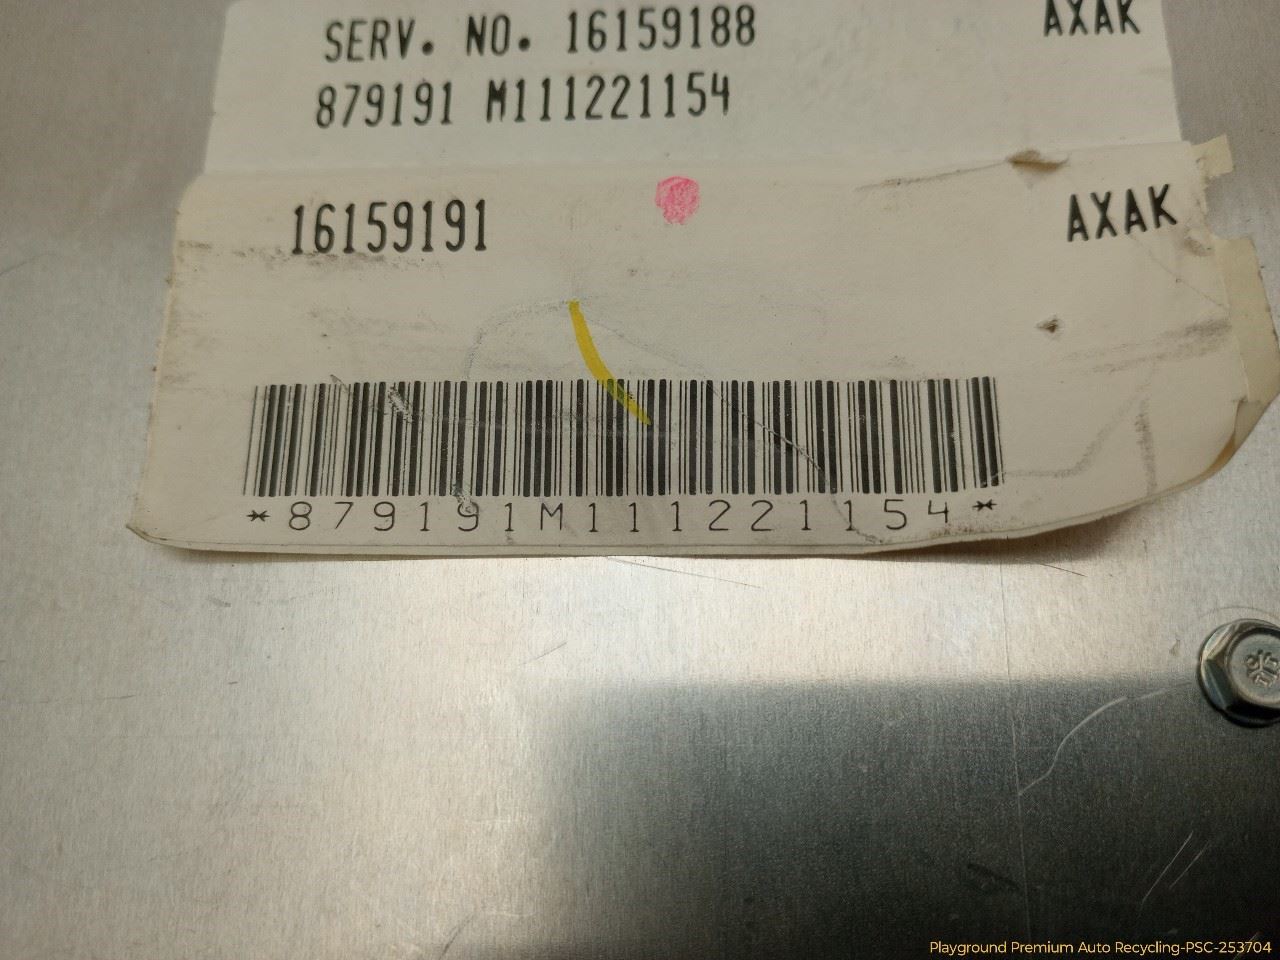 SERV. NO. 16159188 AXAK
879191 M111221154
16159191 AXAK
*879191M111221154*
Playground Premium Auto Recycling-PSC-253704